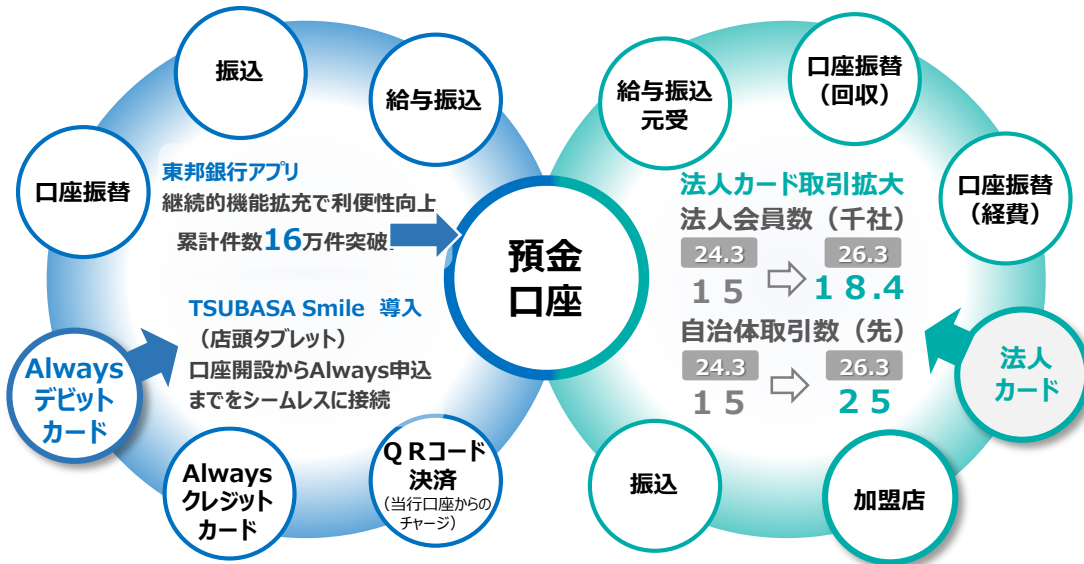 振込
給与振込
口座振替
東邦銀行アプリ
継続的機能拡充で利便性向上
累計件数16万件突破
TSUBASA Smile 導入
（店頭タブレット）
口座開設からAlways申込
までをシームレスに接続
Always
デビット
カード
Always
クレジット
カード
QRコード
決済
（当行口座からの
チャージ）
預金
口座
給与振込
元受
口座振替
（回収）
口座振替
（経費）
法人カード取引拡大
法人会員数（千社）
24.3
26.3
15
18.4
自治体取引数（先）
24.3
26.3
15
25
法人
カード
振込
加盟店